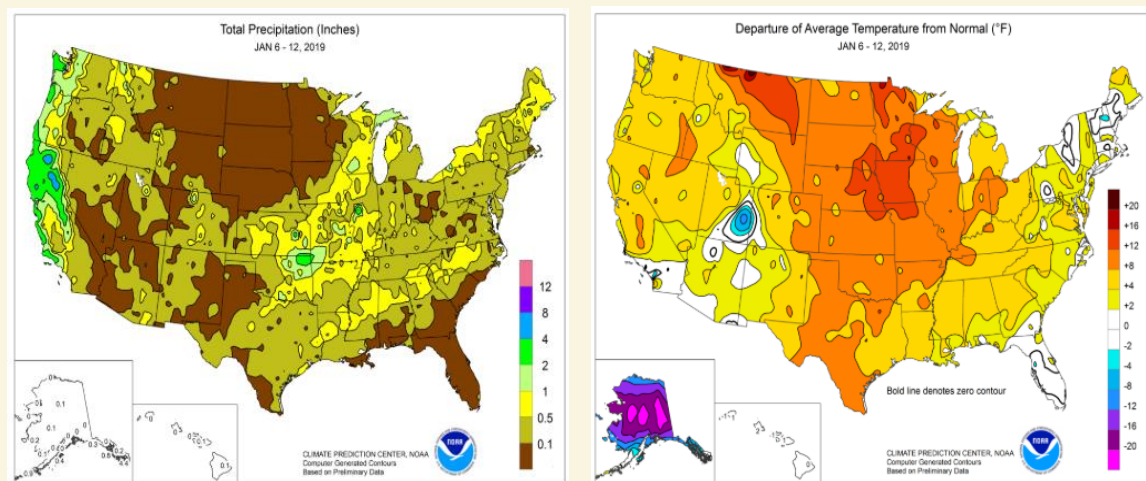 Total Precipitation (Inches)
JAN 6 - 12, 2019
12
8
4
2
1
0.5
0.1
CLIMATE PREDICTION CENTER, NOAA
Computer Generated Contours
Based on Preliminary Data
NOAA
Departure of Average Temperature from Normal (°F)
JAN 6 - 12, 2019
+20
+16
+12
+8
+4
+2
0
-2
-4
-8
-12
-16
-20
Bold line denotes zero contour
CLIMATE PREDICTION CENTER, NOAA
Computer Generated Contours
Based on Preliminary Data
NOAA